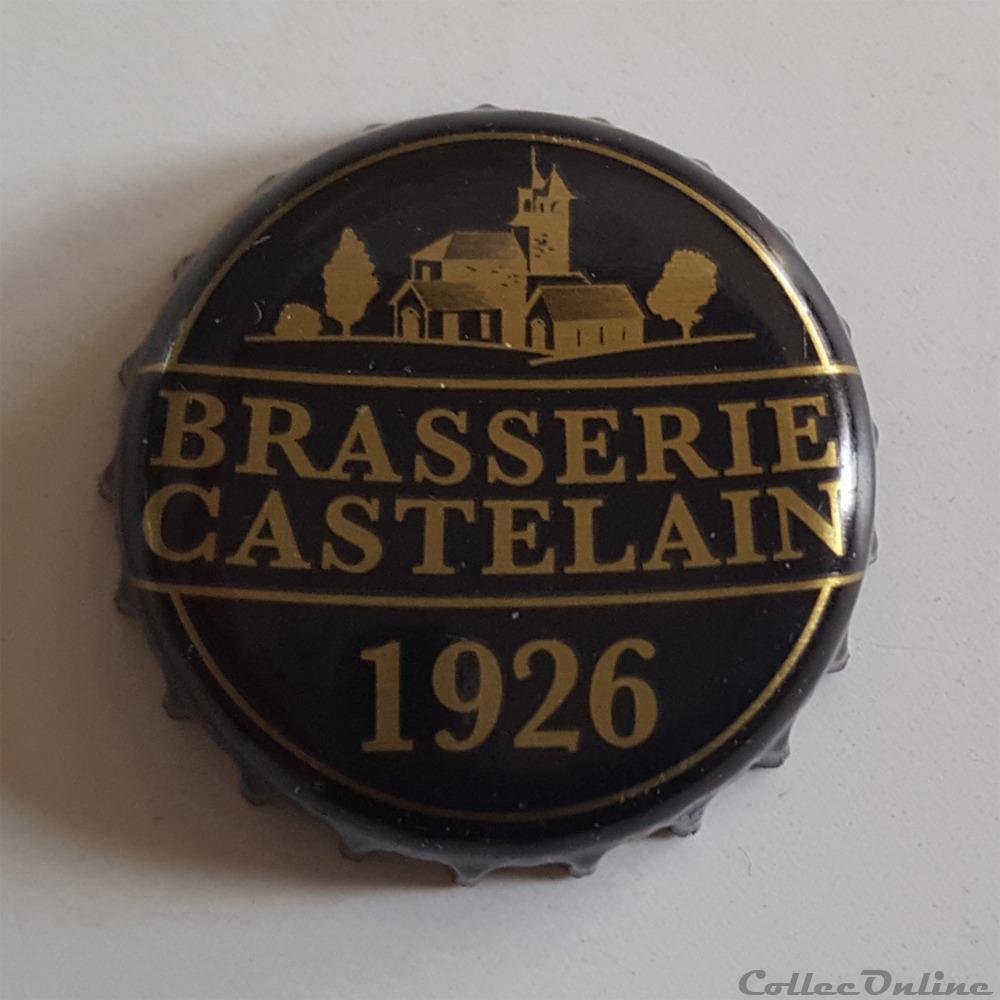 BRASSERIE
CASTELAIN
1926
CollecOnline